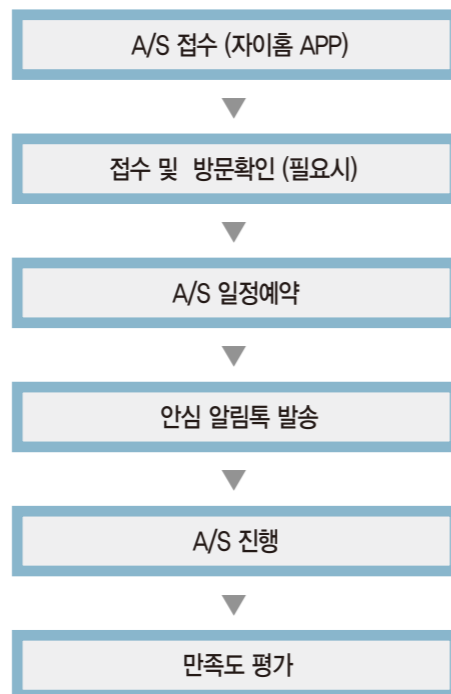 A/S 접수 (자이홈 APP)
접수 및 방문확인 (필요시)
A/S 일정예약
안심 알림톡 발송
A/S 진행
만족도 평가